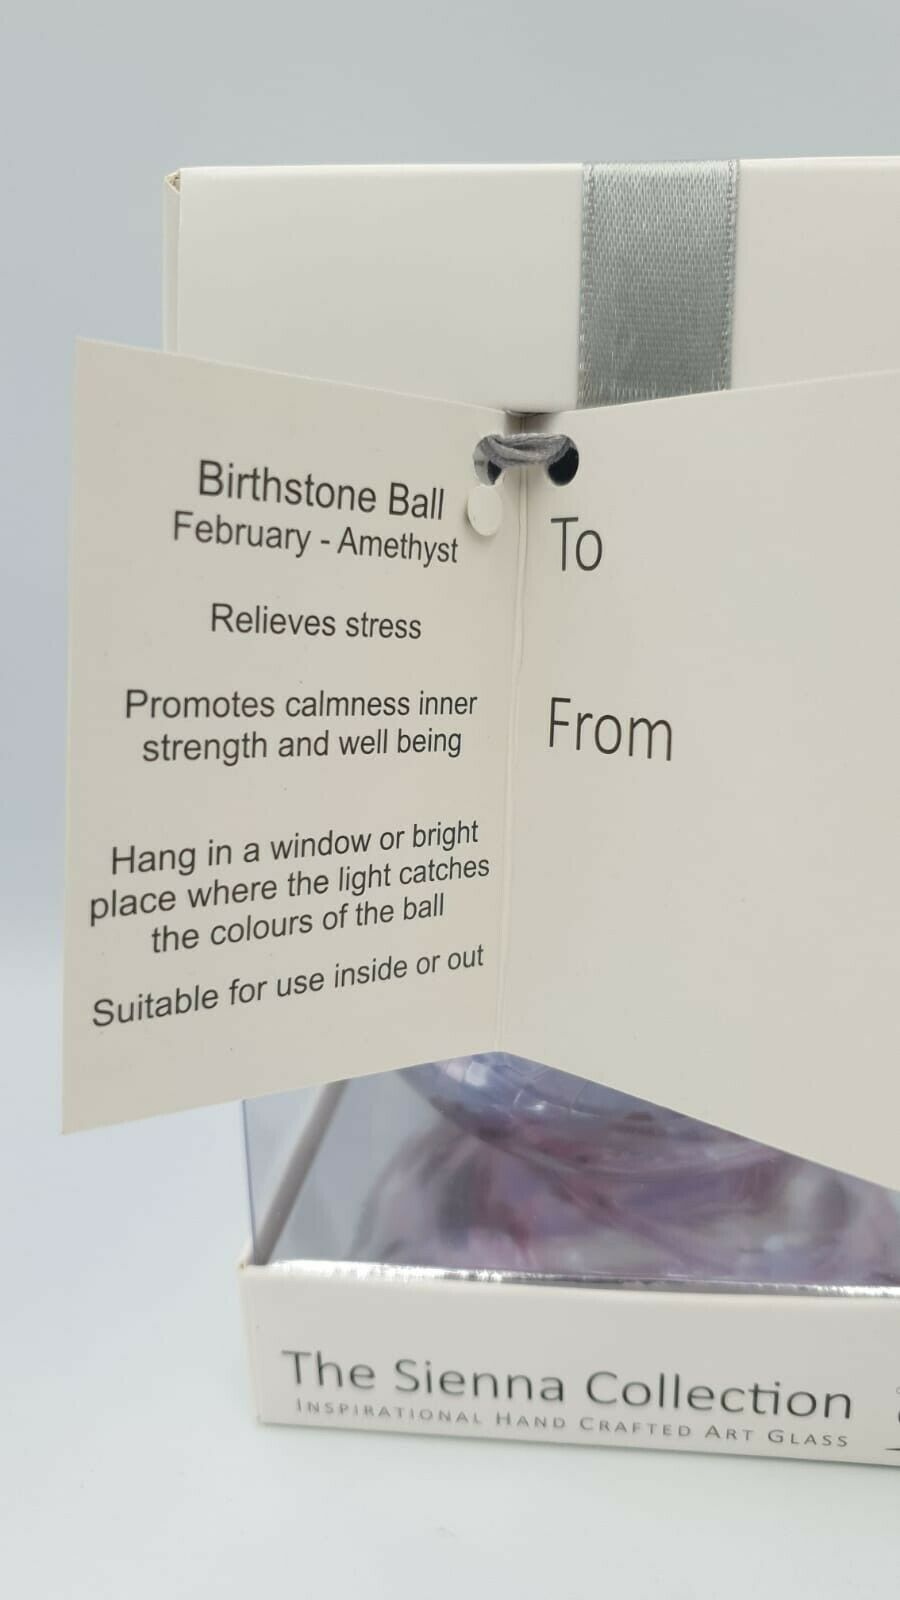 Birthstone Ball
February - Amethyst
Relieves stress
Promotes calmness inner
strength and well being
Hang in a window or bright
place where the light catches
the colours of the ball
Suitable for use inside or out
To
From
The Sienna Collection
Inspirational Hand Crafted Art Glass